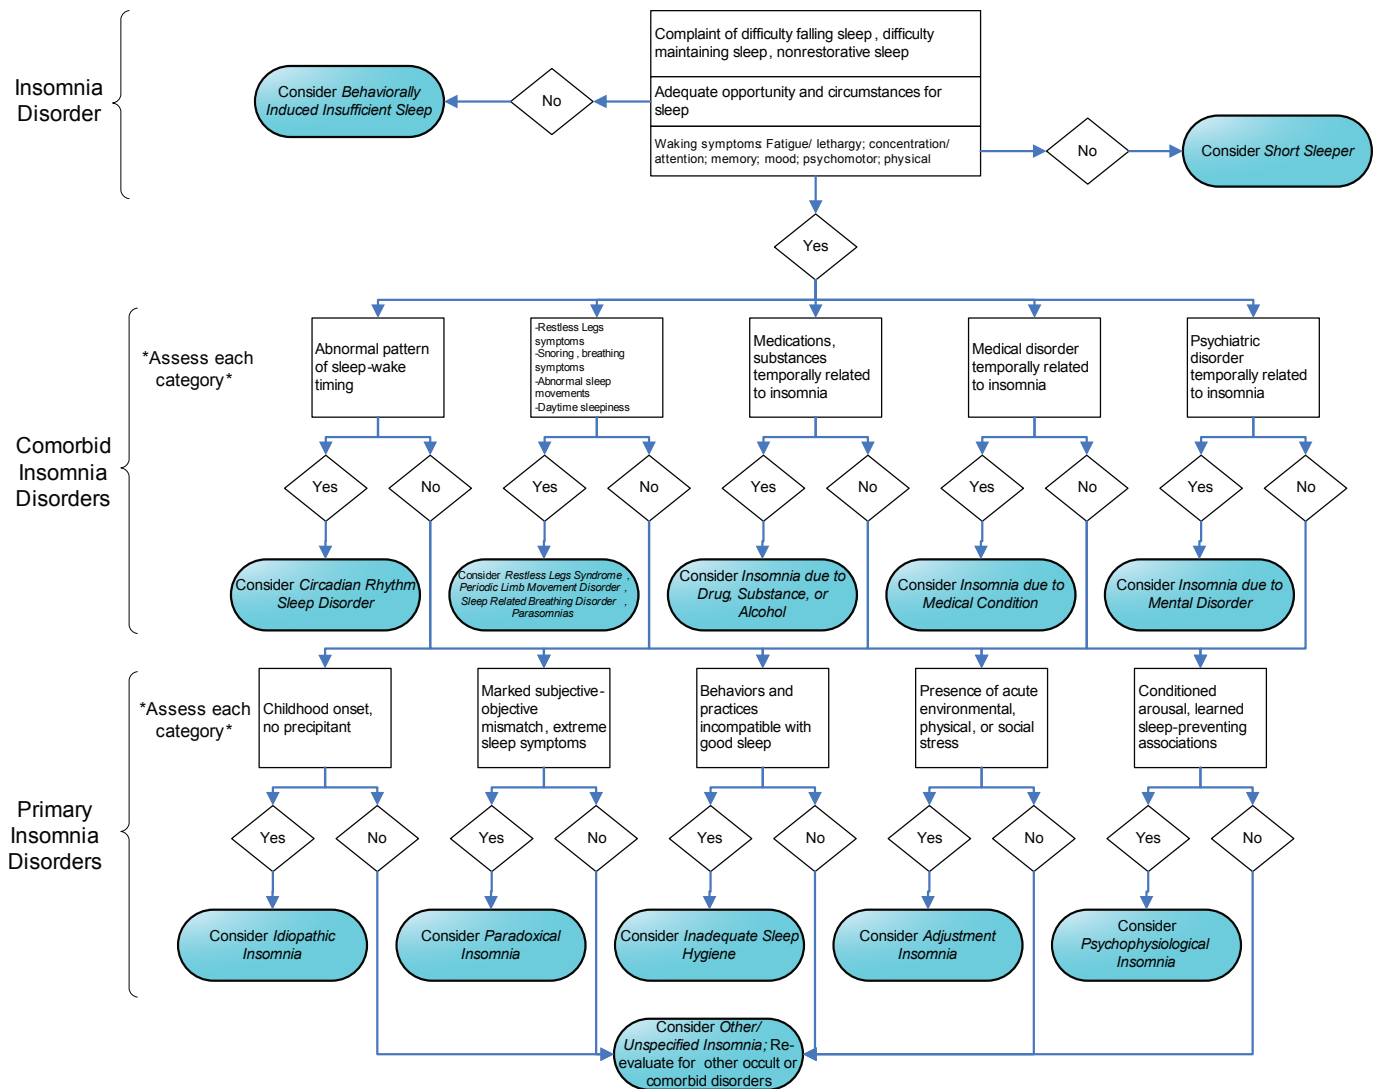 Insomnia
Disorder
Complaint of difficulty falling sleep , difficulty
maintaining sleep , nonrestorative sleep
Adequate opportunity and circumstances for
sleep
Waking symptoms: Fatigue/ lethargy; concentration/
attention; memory; mood; psychomotor; physical
No
Consider Behaviorally
Induced Insufficient Sleep
No
Consider Short Sleeper
Yes
Comorbid
Insomnia
Disorders
*Assess each
category*
Abnormal pattern
of sleep-wake
timing
-Restless Legs
symptoms
-Snoring , breathing
symptoms
-Abnormal sleep
movements
-Daytime sleepiness
Medications,
substances
temporally related
to insomnia
Medical disorder
temporally related
to insomnia
Psychiatric
disorder
temporally related
to insomnia
Yes
No
Yes
No
Yes
No
Yes
No
Yes
No
Consider Circadian Rhythm
Sleep Disorder
Consider Restless Legs Syndrome ,
Periodic Limb Movement Disorder ,
Sleep Related Breathing Disorder ,
Parasomnias
Consider Insomnia due to
Drug, Substance, or
Alcohol
Consider Insomnia due to
Medical Condition
Consider Insomnia due to
Mental Disorder
Primary
Insomnia
Disorders
*Assess each
category*
Childhood onset,
no precipitant
Marked subjective-
objective
mismatch, extreme
sleep symptoms
Behaviors and
practices
incompatible with
good sleep
Presence of acute
environmental,
physical, or social
stress
Conditioned
arousal, learned
sleep-preventing
associations
Yes
No
Yes
No
Yes
No
Yes
No
Yes
No
Consider Idiopathic
Insomnia
Consider Paradoxical
Insomnia
Consider Inadequate Sleep
Hygiene
Consider Adjustment
Insomnia
Consider
Psychophysiological
Insomnia
Consider Other/
Unspecified Insomnia; Re-
evaluate for other occult or
comorbid disorders